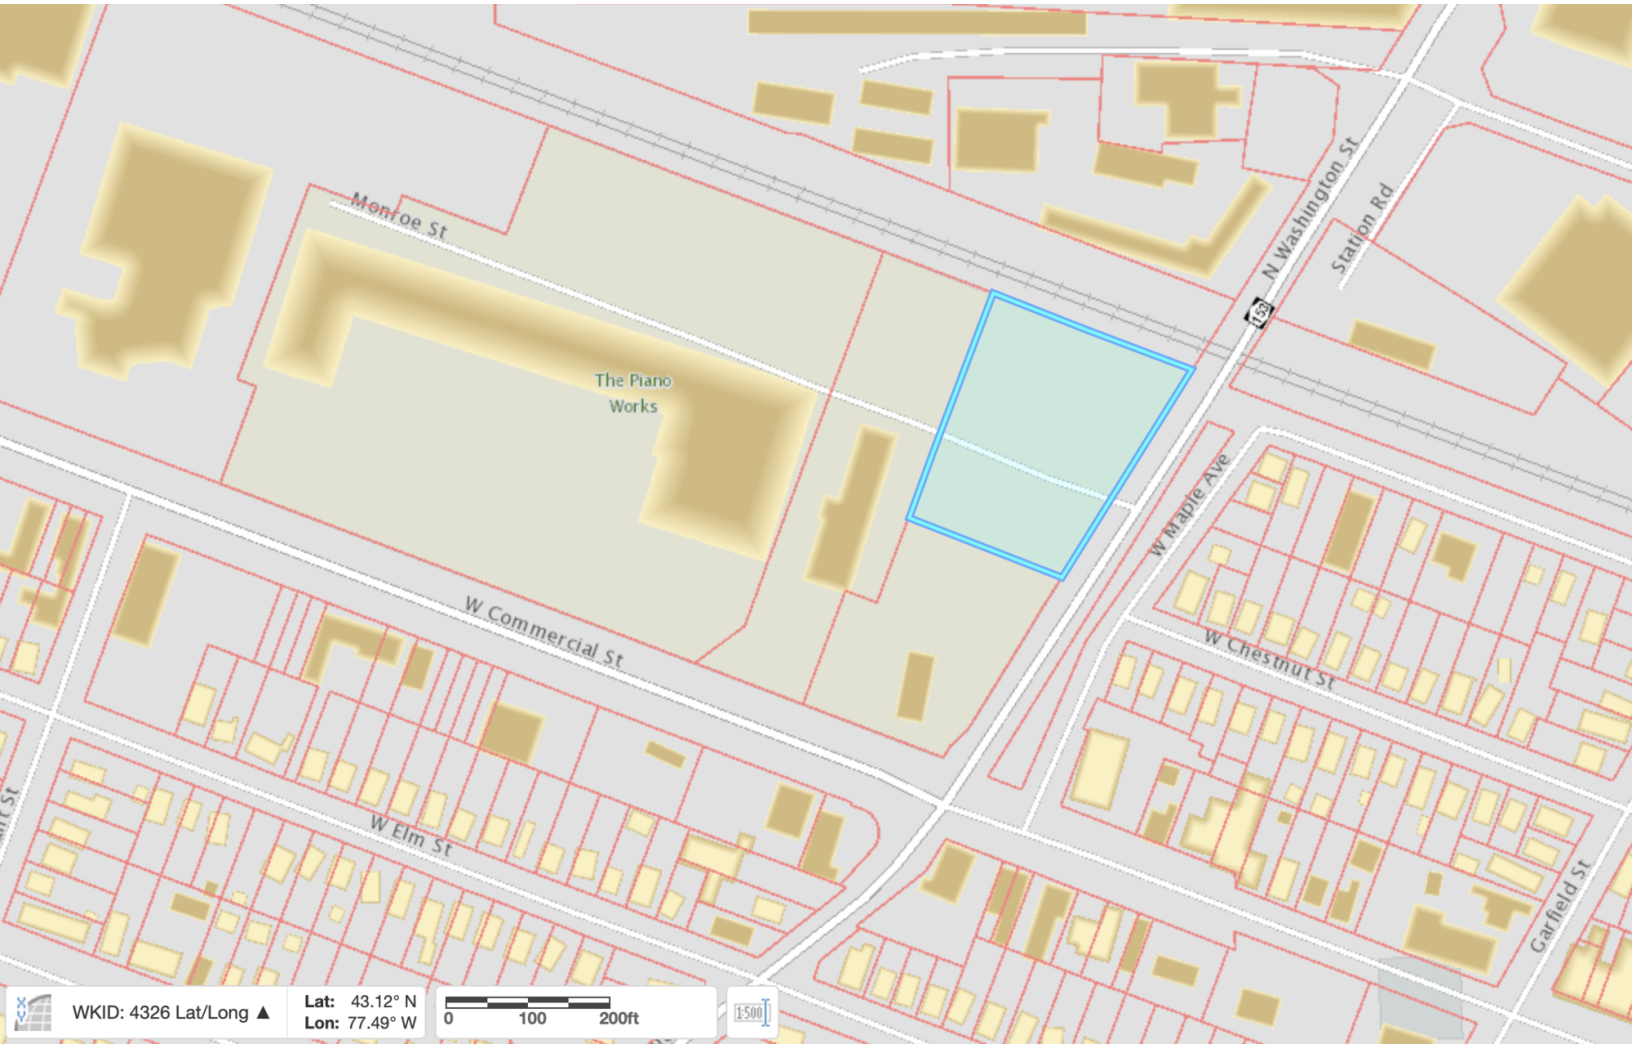 Monroe St
N Washington St
Station Rd
153
The Piano
Works
W Maple Ave
W Commercial St
W Chestnut St
W Elm St
Garfield St
St
WKID: 4326 Lat/Long ▲
Lat: 43.12° N
Lon: 77.49° W
0 100 200ft
1:500